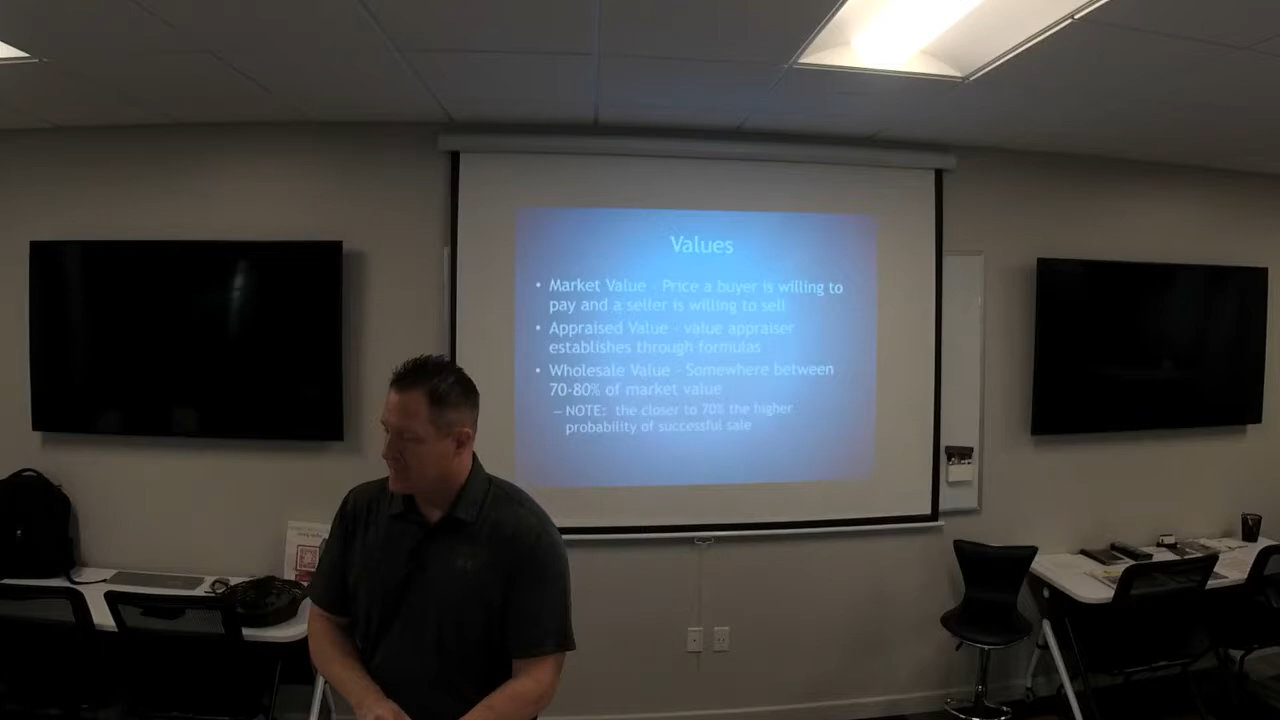 Values
• Market Value - Price a buyer is willing to
pay and a seller is willing to sell
• Appraised Value - value appraiser
establishes through formulas
• Wholesale Value - Somewhere between
70-80% of market value
– NOTE: the closer to 70% the higher
probability of successful sale